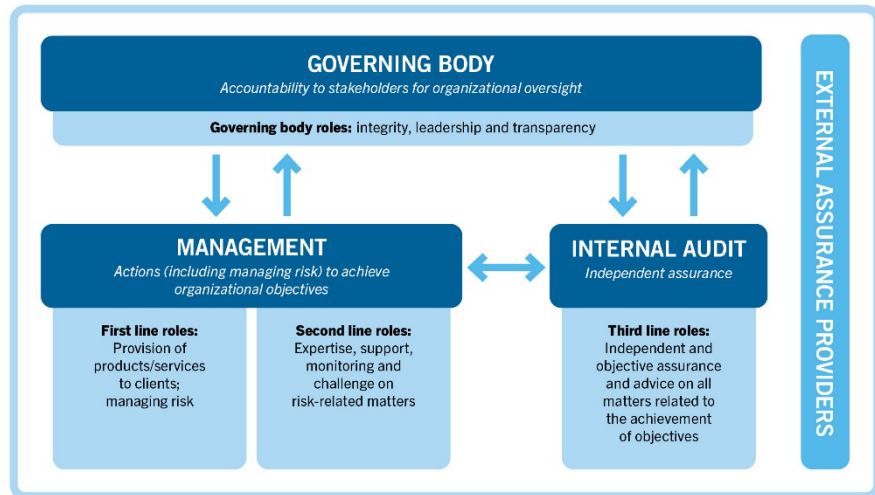 GOVERNING BODY
Accountability to stakeholders for organizational oversight
Governing body roles: integrity, leadership and transparency
MANAGEMENT
Actions (including managing risk) to achieve
organizational objectives
First line roles:
Provision of
products/services
to clients;
managing risk
Second line roles:
Expertise, support,
monitoring and
challenge on
risk-related matters
INTERNAL AUDIT
Independent assurance
Third line roles:
Independent and
objective assurance
and advice on all
matters related to
the achievement
of objectives
EXTERNAL ASSURANCE PROVIDERS